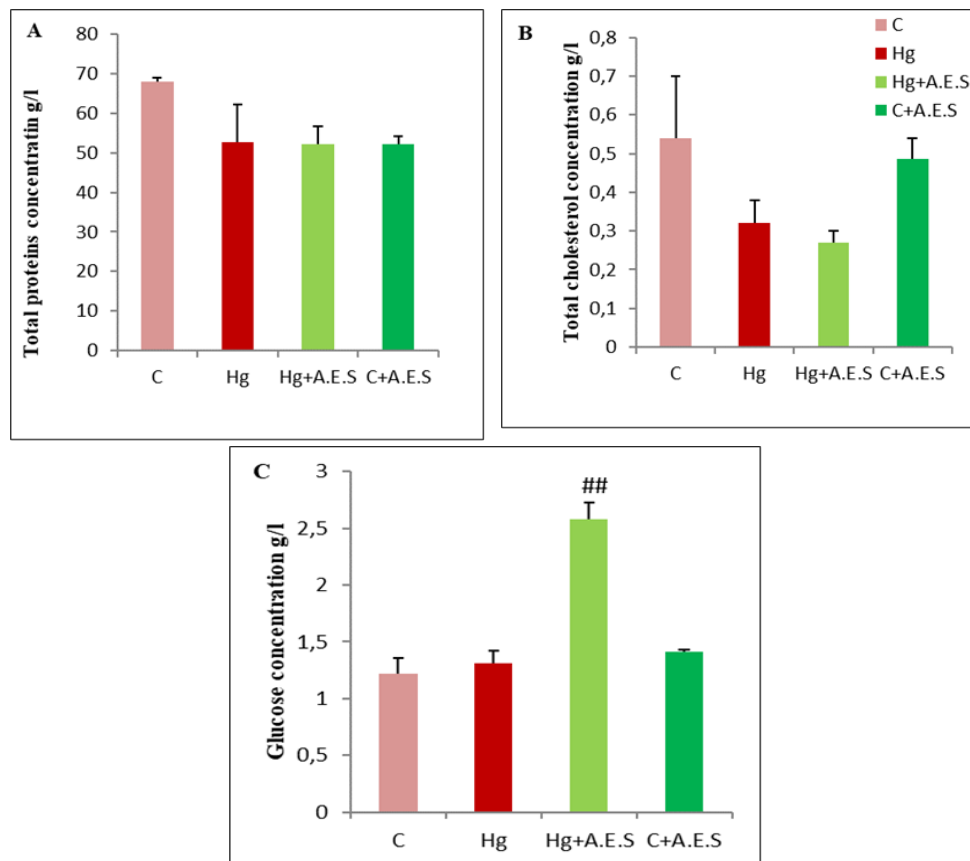 A
Total proteins concentratin g/l
80
70
60
50
40
30
20
10
0
C Hg Hg+A.E.S C+A.E.S
B
Total cholesterol concentration g/l
0,8
0,7
0,6
0,5
0,4
0,3
0,2
0,1
0
C
Hg
Hg+A.E.S
C+A.E.S
C Hg Hg+A.E.S C+A.E.S
C
Glucose concentration g/l
3
2,5
2
1,5
1
0,5
0
##
C Hg Hg+A.E.S C+A.E.S